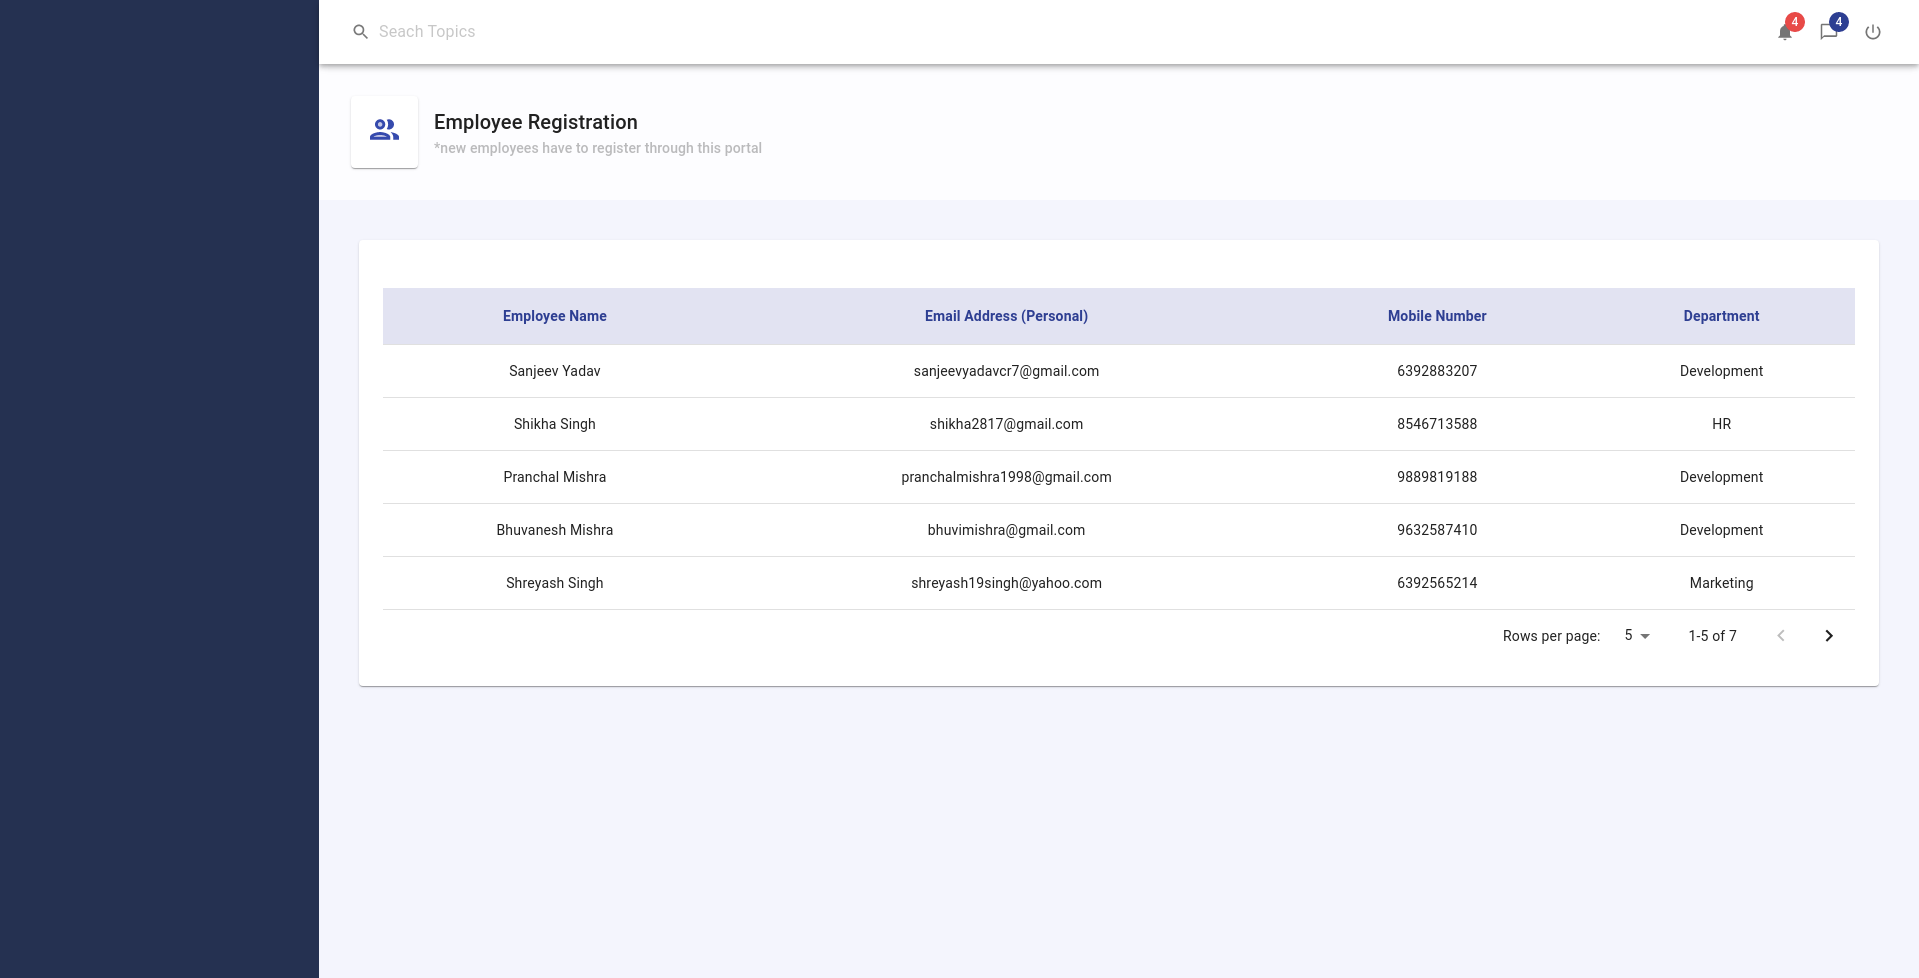 Seach Topics
4
4
Employee Registration
*new employees have to register through this portal
Employee Name Email Address (Personal) Mobile Number Department
Sanjeev Yadav sanjeevyadavcr7@gmail.com 6392883207 Development
Shikha Singh shikha2817@gmail.com 8546713588 HR
Pranchal Mishra pranchalmishra1998@gmail.com 9889819188 Development
Bhuvanesh Mishra bhuvimishra@gmail.com 9632587410 Development
Shreyash Singh shreyash19singh@yahoo.com 6392565214 Marketing
Rows per page: 5 1-5 of 7